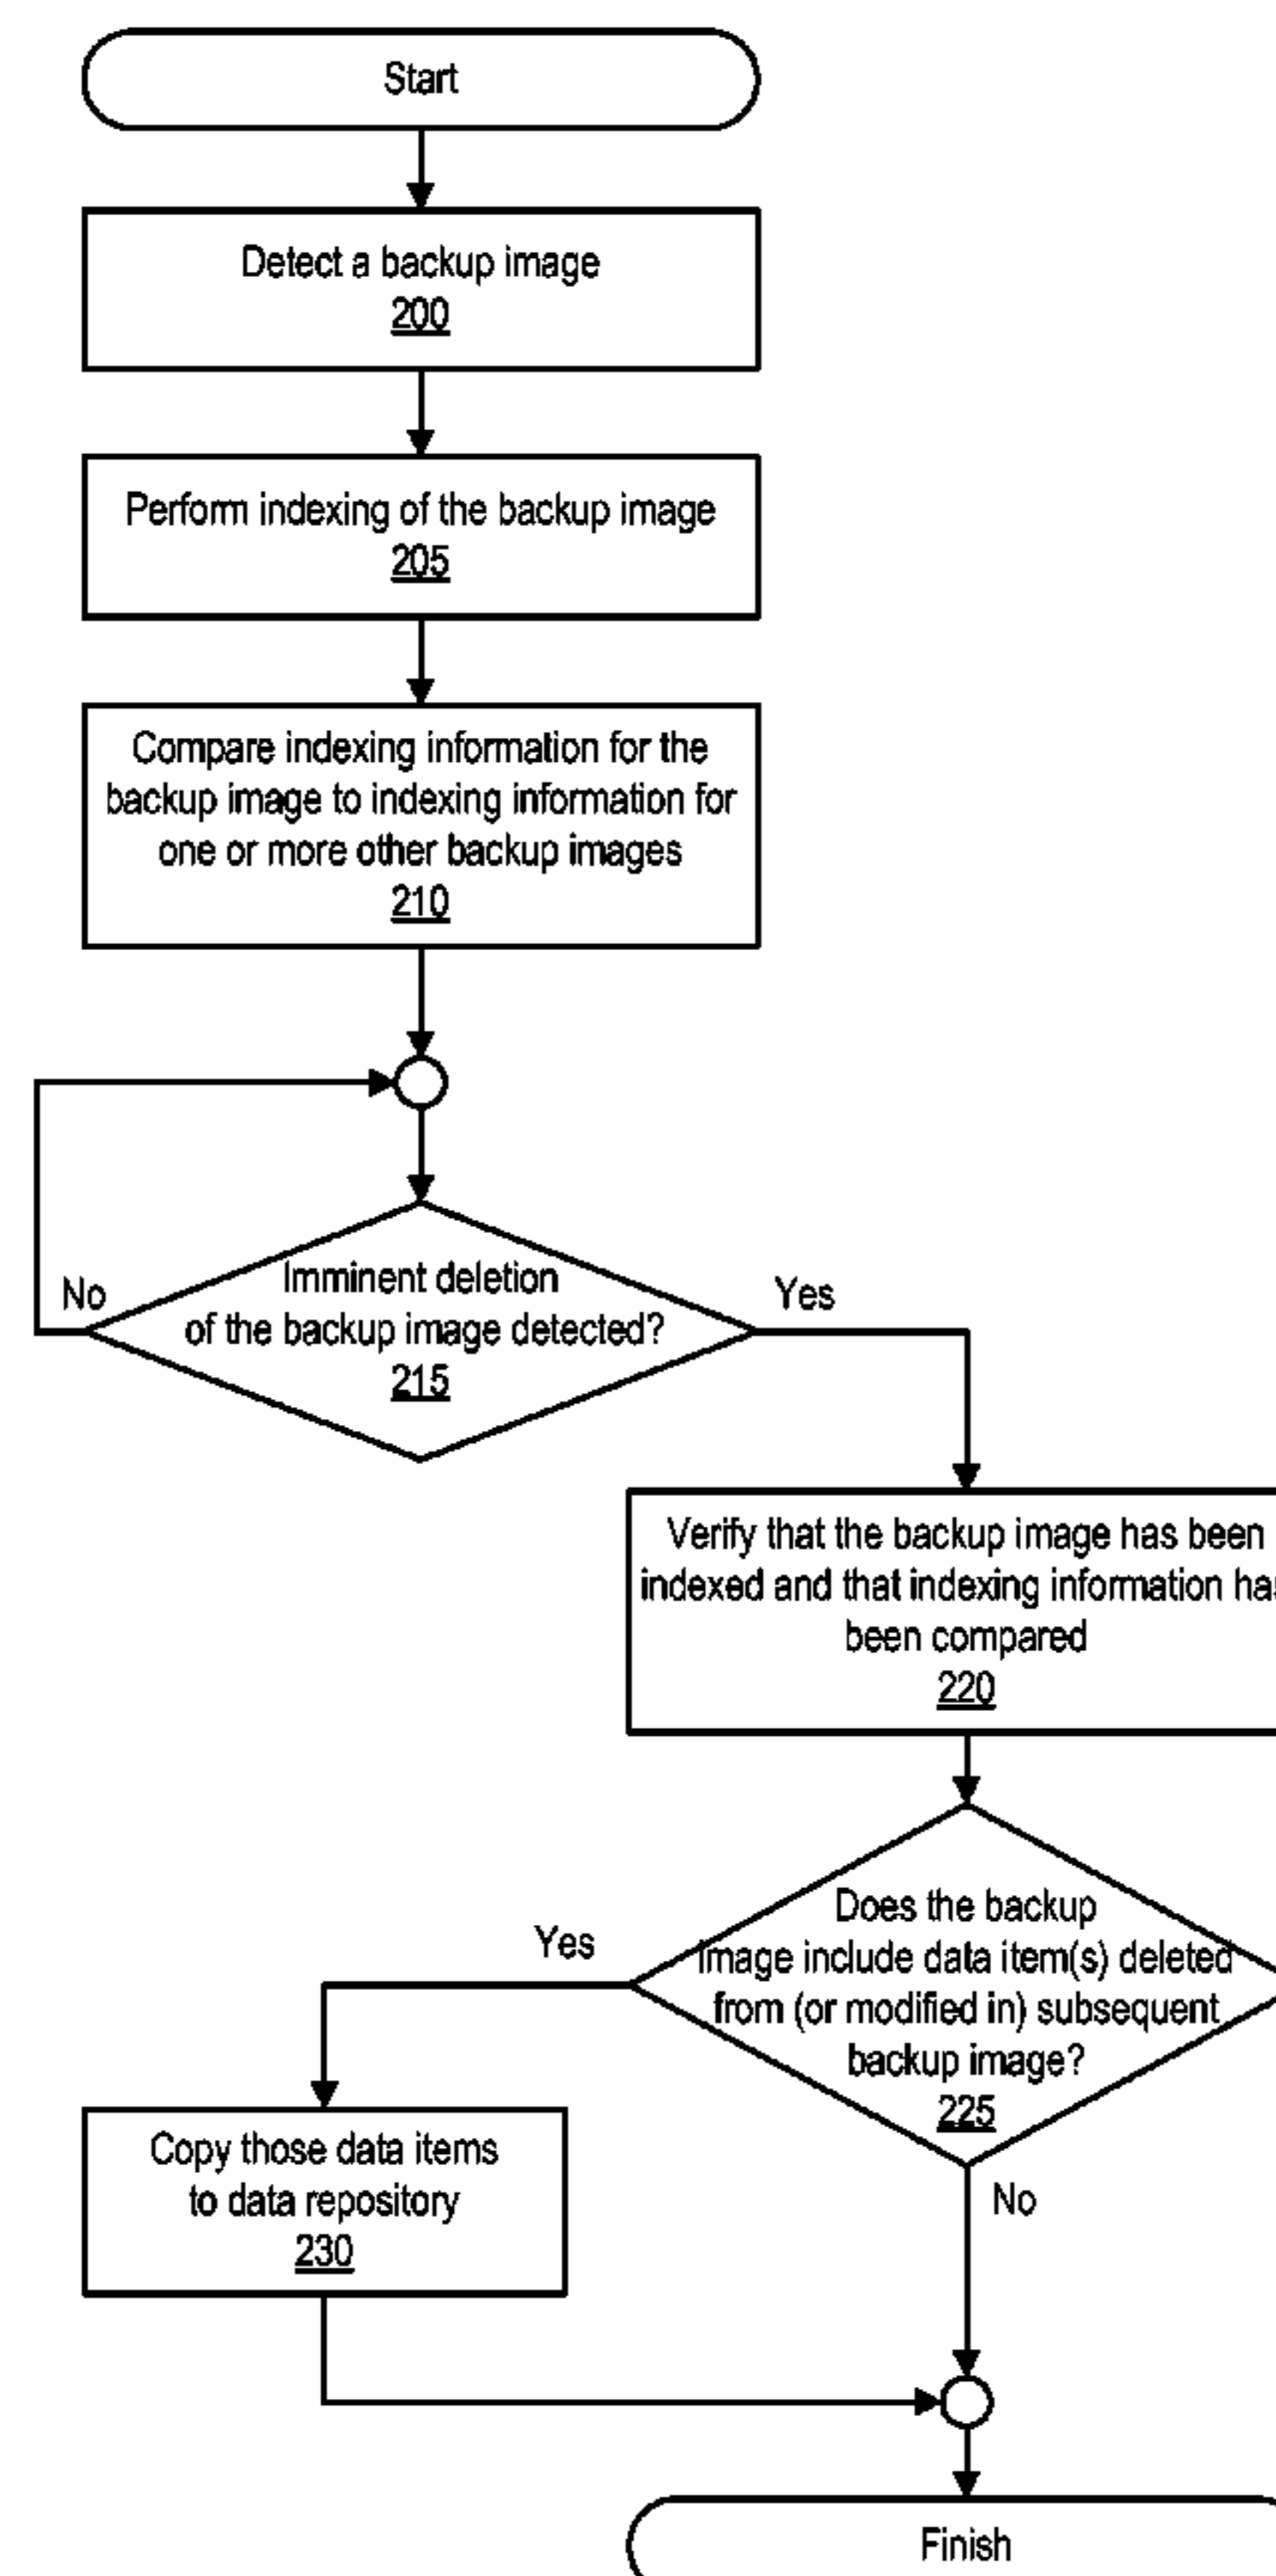 Start
Detect a backup image
200
Perform indexing of the backup image
205
Compare indexing information for the
backup image to indexing information for
one or more other backup images
210
No
Imminent deletion
of the backup image detected?
215
Yes
Verify that the backup image has been
indexed and that indexing information has
been compared
220
Yes
Does the backup
image include data item(s) deleted
from (or modified in) subsequent
backup image?
225
Copy those data items
to data repository
230
No
Finish